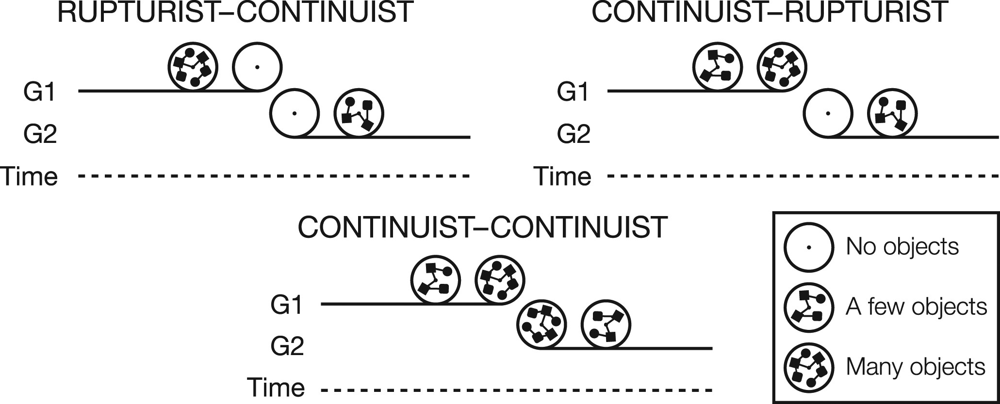 RUPTURIST–CONTINUIST
G1
G2
Time
CONTINUIST–RUPTURIST
G1
G2
Time
CONTINUIST–CONTINUIST
G1
G2
Time
No objects
A few objects
Many objects